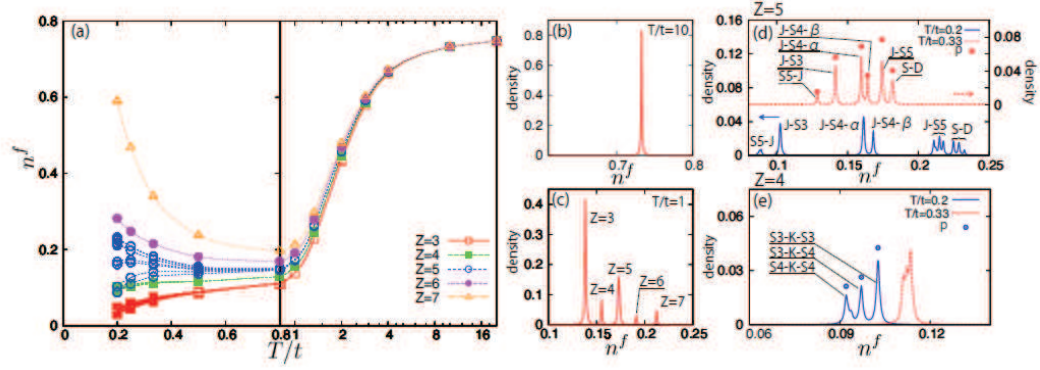 (a)
n^f
0.8
0.6
0.4
0.2
0
0 0.2 0.4 0.6 0.8 1 2 4 8 16
T/t
Z=3
Z=4
Z=5
Z=6
Z=7
(b)
T/t=10
density
0.8
0.6
0.4
0.2
0
0.7 0.8
n^f
(c)
T/t=1
density
0.4
0.3
0.2
0.1
0
Z=3
Z=4
Z=5
Z=6
Z=7
0.1 0.15 0.2 0.25
n^f
Z=5
(d)
T/t=0.2
T/t=0.33
p
density
0.16
0.12
0.08
0.04
0
0.08
0.04
0
density
J-S4-β
J-S4-α
J-S3
S5-J
J-S5
S-D
S5-J
J-S3
J-S4-α
J-S4-β
J-S5
S-D
0.1 0.15 0.2 0.25
n^f
Z=4
(e)
T/t=0.2
T/t=0.33
p
density
0.06
0.03
0
S3-K-S3
S3-K-S4
S4-K-S4
0.06 0.09 0.12
n^f